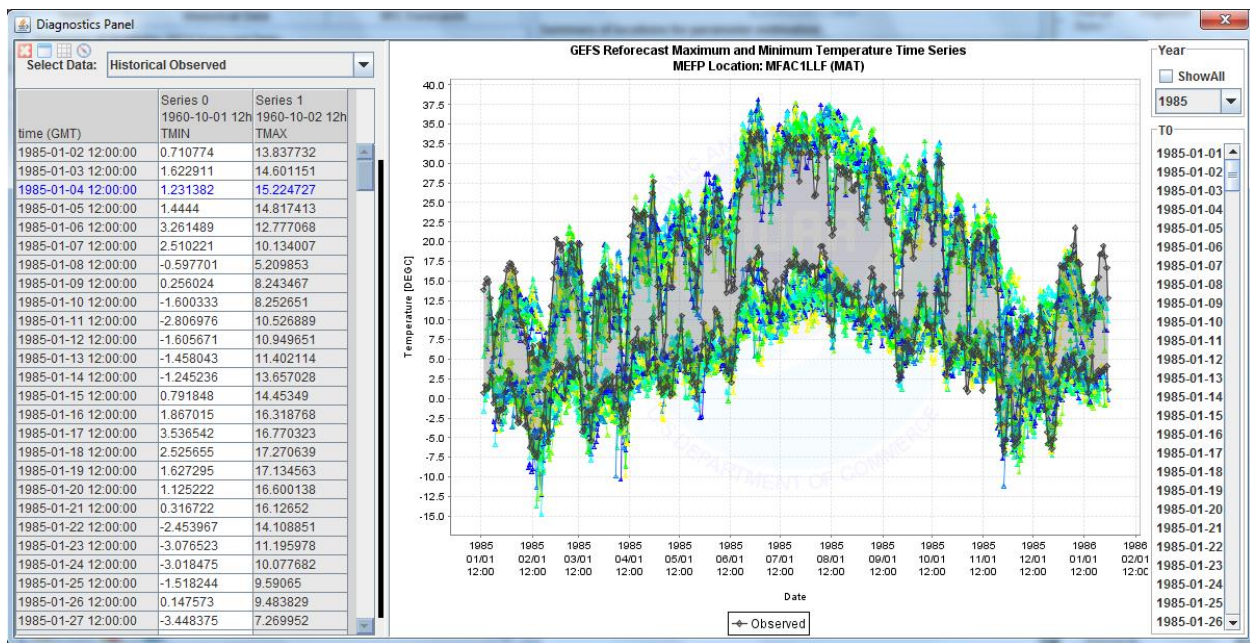 Diagnostics Panel
Select Data: Historical Observed
Series 0 Series 1
1960-10-01 12h 1960-10-02 12h
time (GMT) TMIN TMAX
1985-01-02 12:00:00 0.710774 13.837732
1985-01-03 12:00:00 1.622911 14.601151
1985-01-04 12:00:00 1.231382 15.224727
1985-01-05 12:00:00 1.4444 14.817413
1985-01-06 12:00:00 3.261489 12.777068
1985-01-07 12:00:00 2.510221 10.134007
1985-01-08 12:00:00 -0.597701 5.209853
1985-01-09 12:00:00 0.256024 8.243467
1985-01-10 12:00:00 -1.600333 8.252651
1985-01-11 12:00:00 -2.806976 10.526889
1985-01-12 12:00:00 -1.605671 10.949651
1985-01-13 12:00:00 -1.458043 11.402114
1985-01-14 12:00:00 -1.245236 13.657028
1985-01-15 12:00:00 0.791848 14.45349
1985-01-16 12:00:00 1.867015 16.318768
1985-01-17 12:00:00 3.536542 16.770323
1985-01-18 12:00:00 2.525655 17.270639
1985-01-19 12:00:00 1.627295 17.134563
1985-01-20 12:00:00 1.125222 16.600138
1985-01-21 12:00:00 0.316722 16.12652
1985-01-22 12:00:00 -2.453967 14.108851
1985-01-23 12:00:00 -3.076523 11.195978
1985-01-24 12:00:00 -3.018475 10.077682
1985-01-25 12:00:00 -1.518244 9.59065
1985-01-26 12:00:00 0.147573 9.483829
1985-01-27 12:00:00 -3.448375 7.269952
GEFS Reforecast Maximum and Minimum Temperature Time Series
MEFP Location: MFAC1LLF (MAT)
Temperature [DEGC]
40.0
37.5
35.0
32.5
30.0
27.5
25.0
22.5
20.0
17.5
15.0
12.5
10.0
7.5
5.0
2.5
0.0
-2.5
-5.0
-7.5
-10.0
-12.5
-15.0
1985 1985 1985 1985 1985 1985 1985 1985 1985 1985 1985 1985 1986 1986
01/01 02/01 03/01 04/01 05/01 06/01 07/01 08/01 09/01 10/01 11/01 12/01 01/01 02/01
12:00 12:00 12:00 12:00 12:00 12:00 12:00 12:00 12:00 12:00 12:00 12:00 12:00 12:00
Date
Observed
DEPARTMENT OF COMMERCE
Year
ShowAll
1985
T0
1985-01-01
1985-01-02
1985-01-03
1985-01-04
1985-01-05
1985-01-06
1985-01-07
1985-01-08
1985-01-09
1985-01-10
1985-01-11
1985-01-12
1985-01-13
1985-01-14
1985-01-15
1985-01-16
1985-01-17
1985-01-18
1985-01-19
1985-01-20
1985-01-21
1985-01-22
1985-01-23
1985-01-24
1985-01-25
1985-01-26